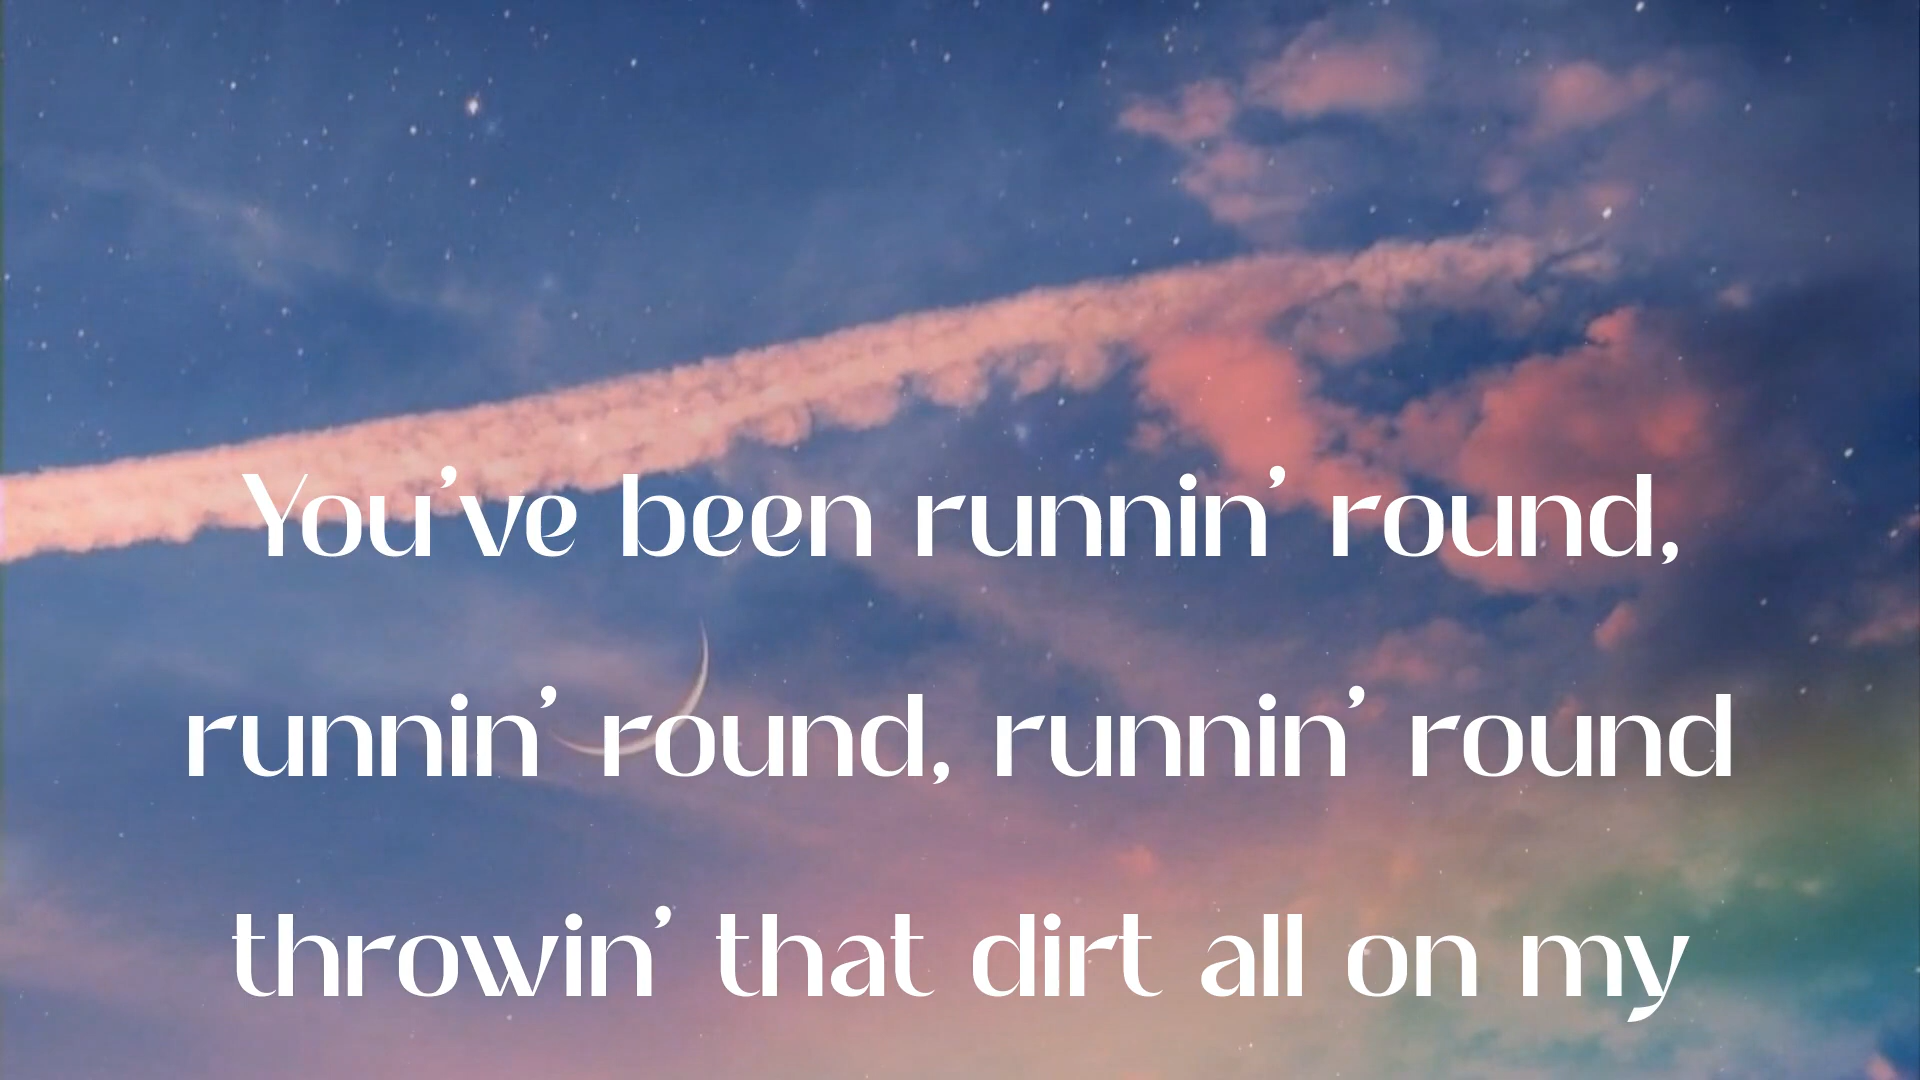 You’ve been runnin’ round,
runnin’ round, runnin’ round
throwin’ that dirt all on my